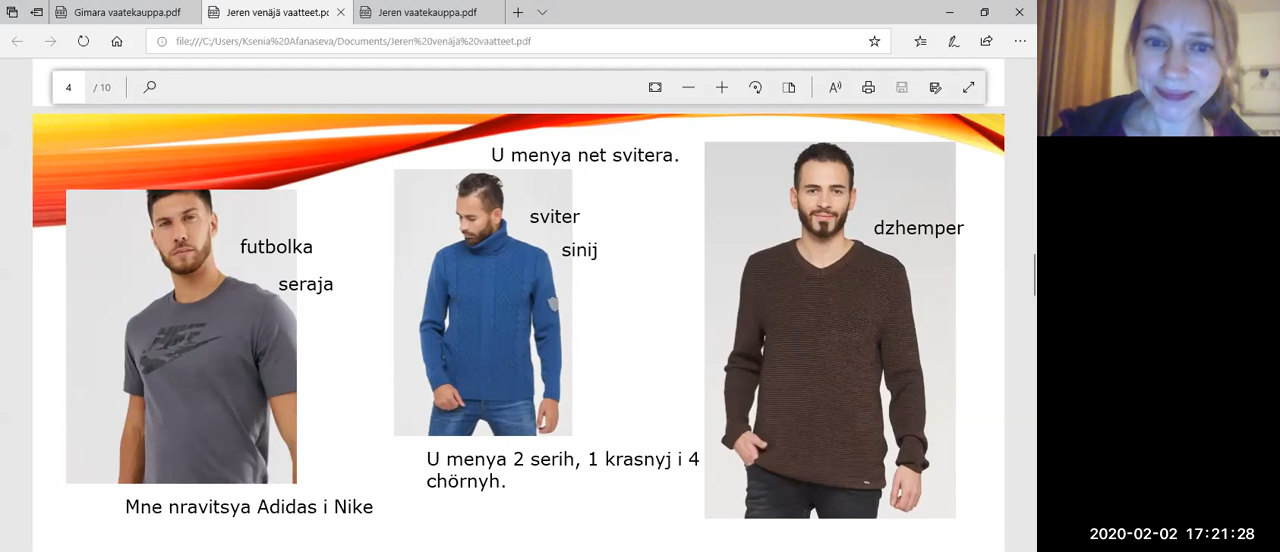 Gimara vaatekauppa.pdf
Jeren venäjä vaatteet.pd
Jeren vaatekauppa.pdf
file:///C:/Users/Ksenia%20Afanaseva/Documents/Jeren%20venäjä%20vaatteet.pdf
4 / 10
U menya net svitera.
sviter
sinij
dzhemper
futbolka
seraja
NIKE
U menya 2 serih, 1 krasnyj i 4
chörnyh.
Mne nravitsya Adidas i Nike
2020-02-02 17:21:28